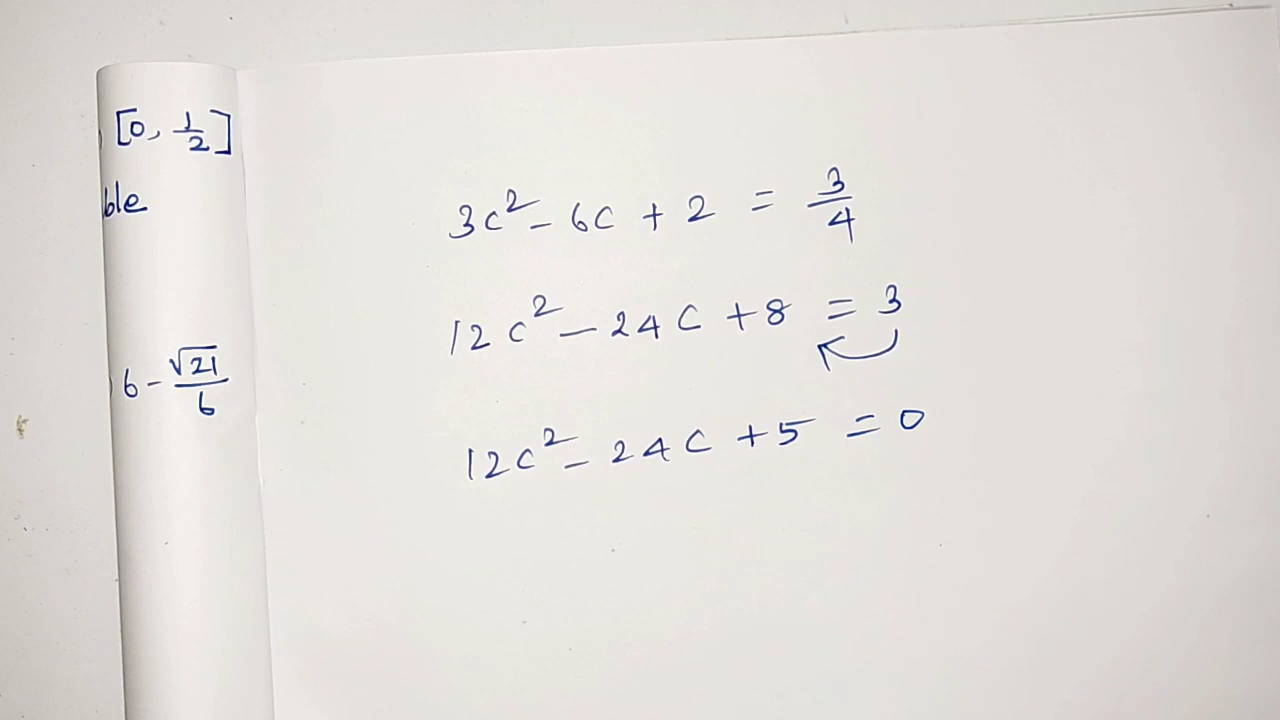 [0, 1/2]
ble
6 - √21/6
3c² - 6c + 2 = 3/4
12c² - 24c + 8 = 3
12c² - 24c + 5 = 0